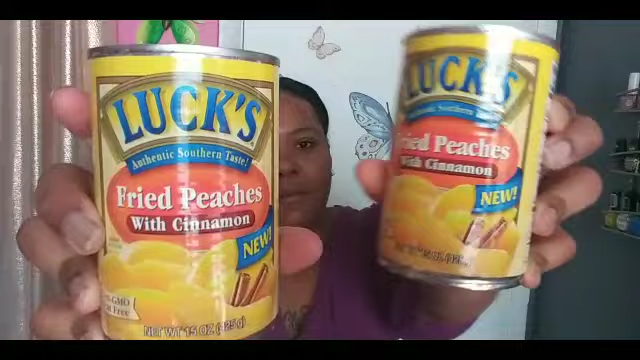 LUCK'S
Authentic Southern Taste!
Fried Peaches
With Cinnamon
NEW!
NET WT 15 OZ (425g)
LUCK'S
Authentic Southern Taste!
Fried Peaches
With Cinnamon
NEW!